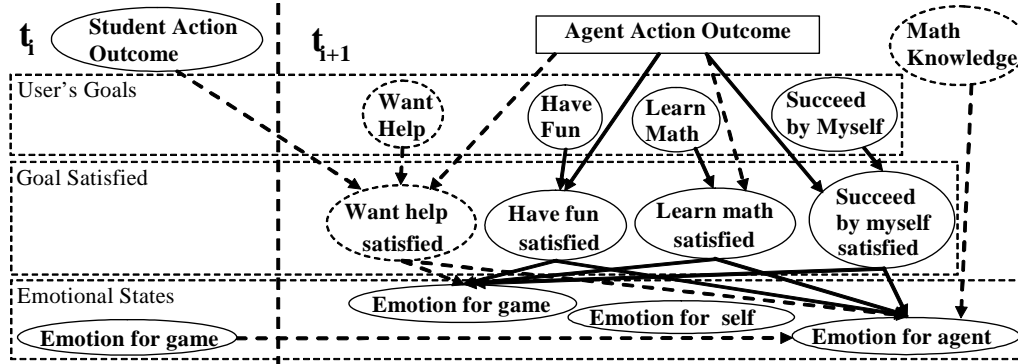 t i
Student Action
Outcome
t i+1
Agent Action Outcome
Math
Knowledge
User's Goals
Want
Help
Have
Fun
Learn
Math
Succeed
by Myself
Goal Satisfied
Want help
satisfied
Have fun
satisfied
Learn math
satisfied
Succeed
by myself
satisfied
Emotional States
Emotion for game
Emotion for self
Emotion for game
Emotion for agent